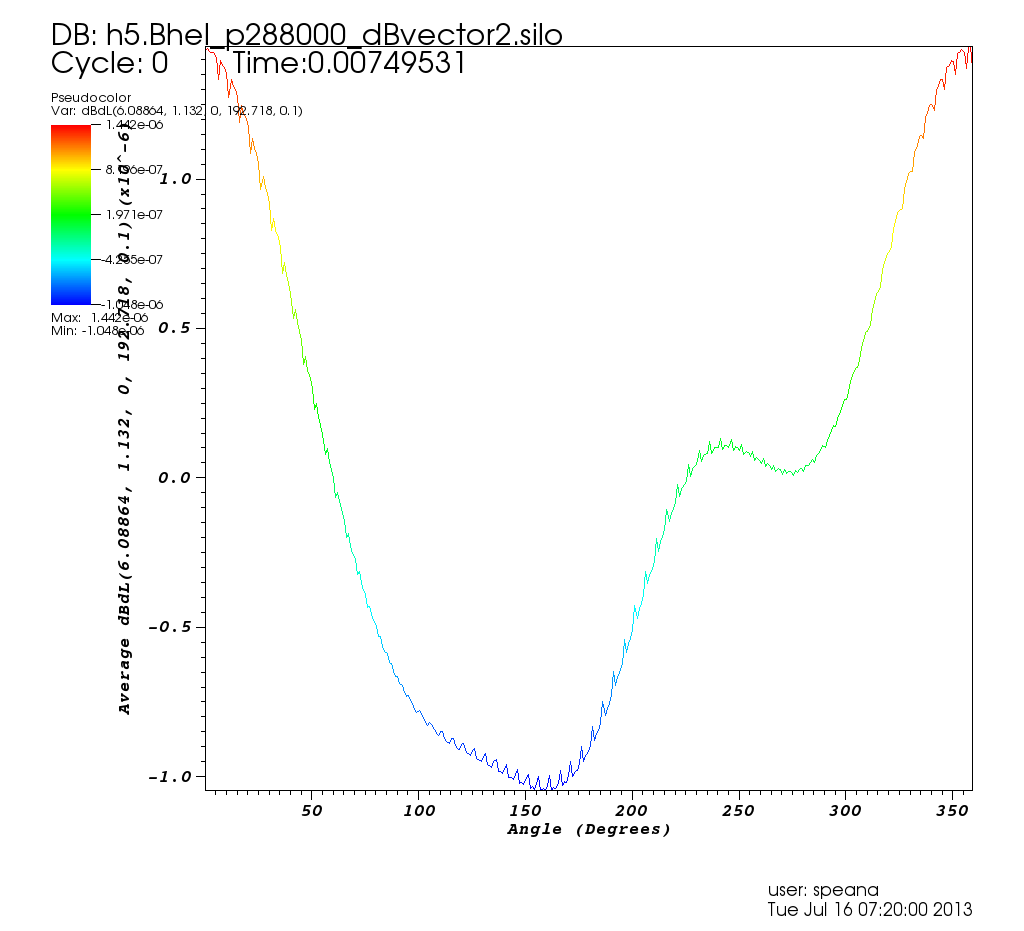 DB: h5.Bhel_p288000_dBvector2.silo
Cycle: 0 Time:0.00749531
Pseudocolor
Var: dBdL(6.08864, 1.132, 0, 192.718, 0.1)
1.442e-06
8.196e-07
1.971e-07
-4.255e-07
-1.048e-06
Max: 1.442e-06
Min: -1.048e-06
Average dBdL(6.08864, 1.132, 0, 192.718, 0.1) (x10^-6)
1.0
0.5
0.0
-0.5
-1.0
50 100 150 200 250 300 350
Angle (Degrees)
user: speana
Tue Jul 16 07:20:00 2013